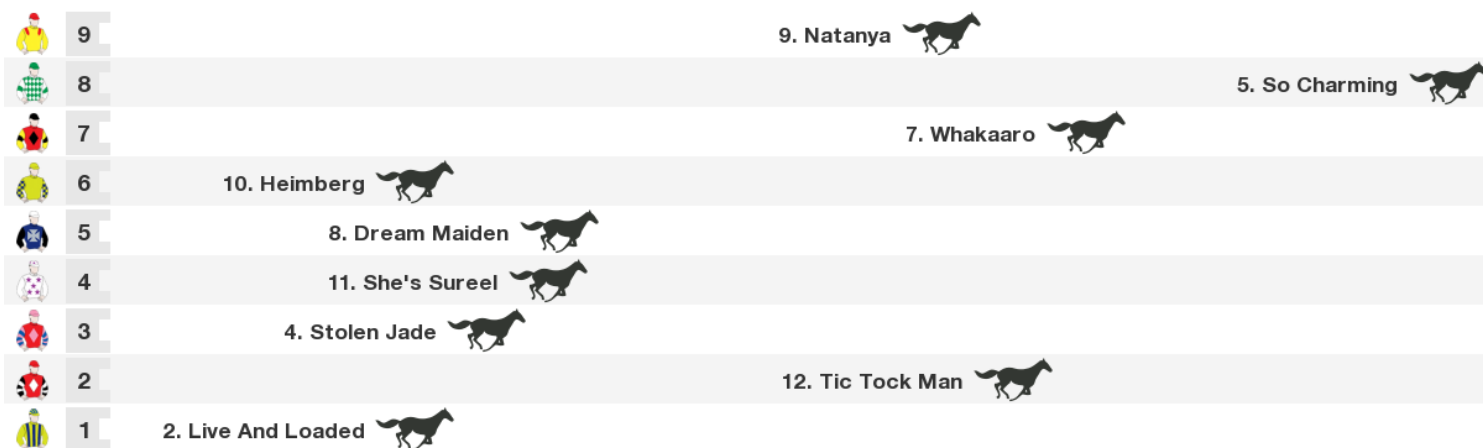 9 9. Natanya
8 5. So Charming
7 7. Whakaaro
6 10. Heimberg
5 8. Dream Maiden
4 11. She's Sureel
3 4. Stolen Jade
2 12. Tic Tock Man
1 2. Live And Loaded